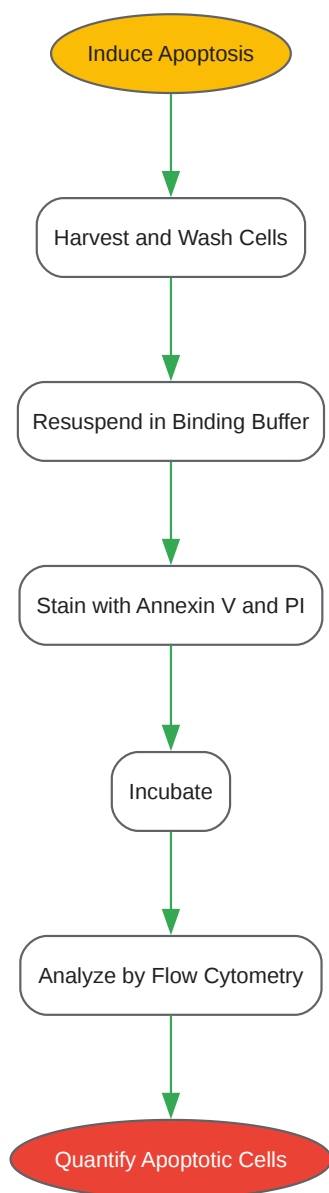 Induce Apoptosis
Harvest and Wash Cells
Resuspend in Binding Buffer
Stain with Annexin V and PI
Incubate
Analyze by Flow Cytometry
Quantify Apoptotic Cells